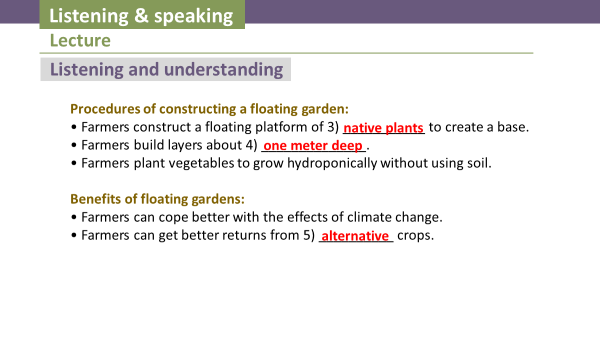 Listening & speaking
Lecture
Listening and understanding
Procedures of constructing a floating garden:
• Farmers construct a floating platform of 3) native plants to create a base.
• Farmers build layers about 4) one meter deep.
• Farmers plant vegetables to grow hydroponically without using soil.
Benefits of floating gardens:
• Farmers can cope better with the effects of climate change.
• Farmers can get better returns from 5) alternative crops.